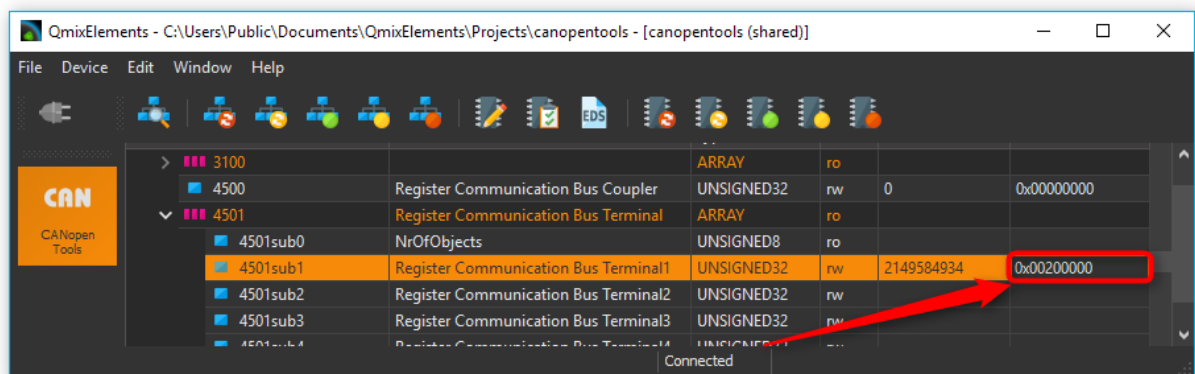 QmixElements - C:\Users\Public\Documents\QmixElements\Projects\canopentools - [canopentools (shared)]
File Device Edit Window Help
EDS
3100 ARRAY ro
CAN
CANopen
Tools
4500 Register Communication Bus Coupler UNSIGNED32 rw 0 0x00000000
4501 Register Communication Bus Terminal ARRAY ro
4501sub0 NrOfObjects UNSIGNED8 ro
4501sub1 Register Communication Bus Terminal1 UNSIGNED32 rw 2149584934 0x00200000
4501sub2 Register Communication Bus Terminal2 UNSIGNED32 rw
4501sub3 Register Communication Bus Terminal3 UNSIGNED32 rw
Connected